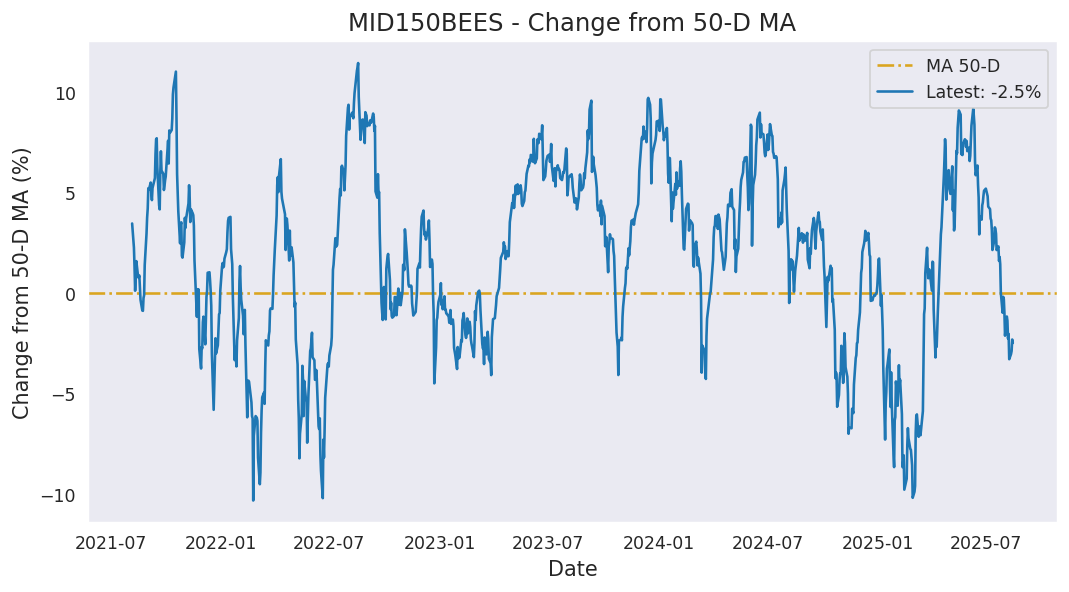 MID150BEES - Change from 50-D MA
MA 50-D
Latest: -2.5%
Change from 50-D MA (%)
10
5
0
−5
−10
2021-07 2022-01 2022-07 2023-01 2023-07 2024-01 2024-07 2025-01 2025-07
Date